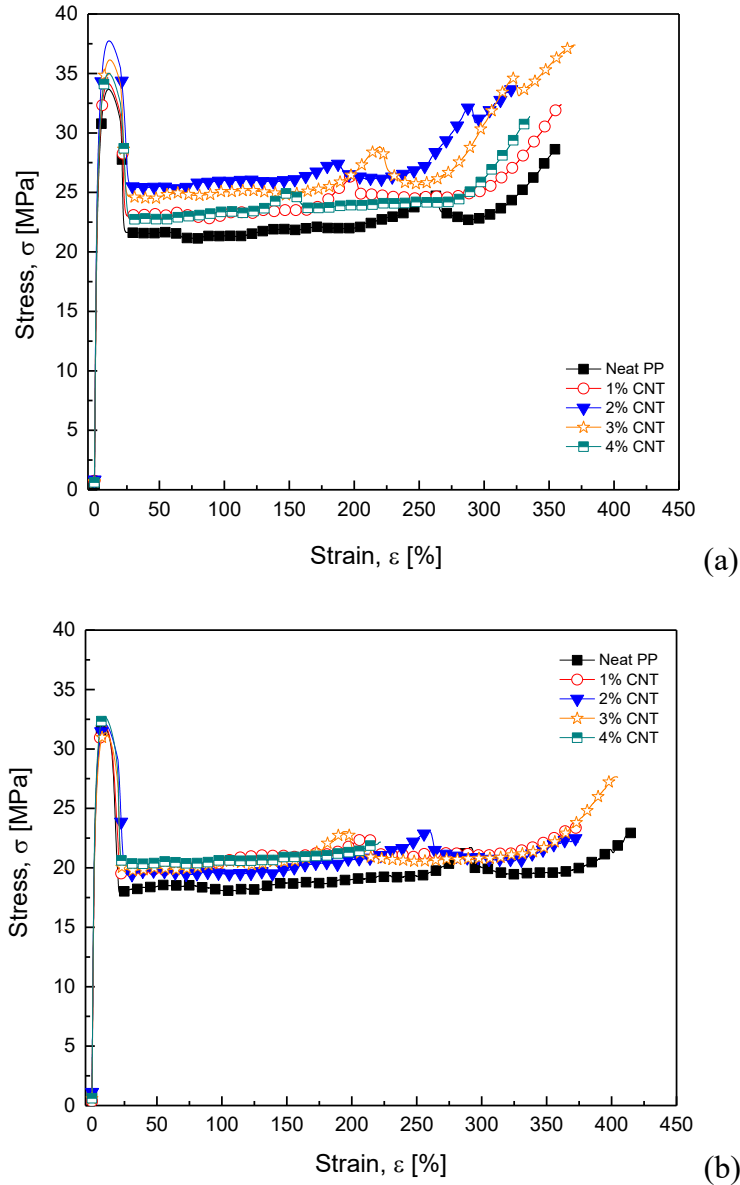 40
35
30
25
20
15
10
5
0
Stress, σ [MPa]
Neat PP
1% CNT
2% CNT
3% CNT
4% CNT
0 50 100 150 200 250 300 350 400 450
Strain, ε [%]
(a)
40
35
30
25
20
15
10
5
0
Stress, σ [MPa]
Neat PP
1% CNT
2% CNT
3% CNT
4% CNT
0 50 100 150 200 250 300 350 400 450
Strain, ε [%]
(b)